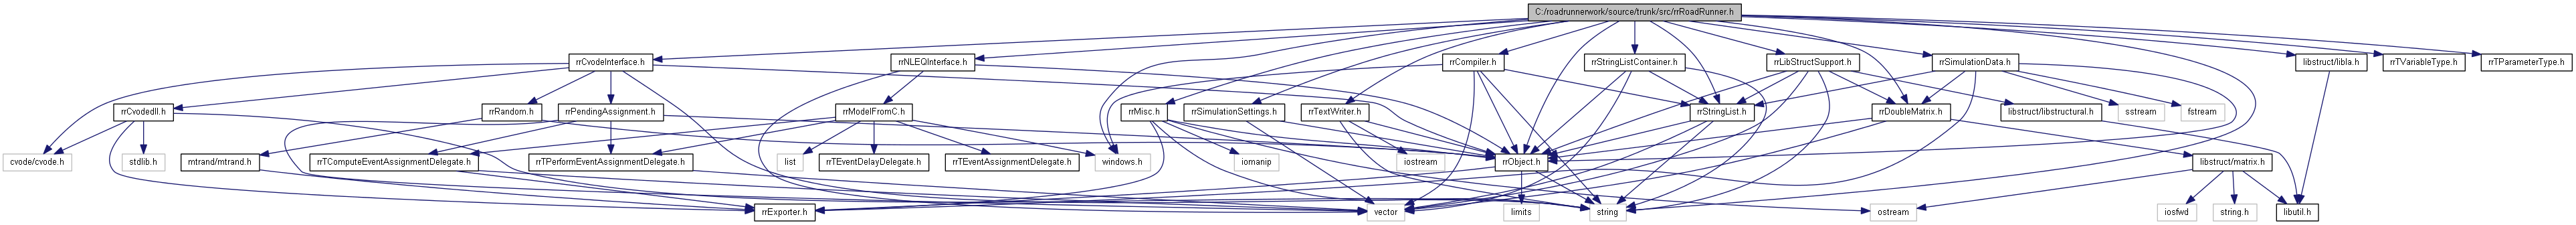 C:/roadrunnerwork/source/trunk/src/rrRoadRunner.h
rrCvodeInterface.h
rrNLEQInterface.h
rrCompiler.h
rrStringListContainer.h
rrLibStructSupport.h
rrSimulationData.h
libstruct/libla.h
rrTVariableType.h
rrTParameterType.h
rrCvodedll.h
rrRandom.h
rrPendingAssignment.h
rrModelFromC.h
rrMisc.h
rrSimulationSettings.h
rrTextWriter.h
rrStringList.h
rrDoubleMatrix.h
libstruct/libstructural.h
sstream
fstream
cvode/cvode.h
stdlib.h
mtrand/mtrand.h
rrTComputeEventAssignmentDelegate.h
rrTPerformEventAssignmentDelegate.h
list
rrTEventDelayDelegate.h
rrTEventAssignmentDelegate.h
windows.h
iomanip
iostream
rrObject.h
libstruct/matrix.h
rrExporter.h
vector
limits
string
ostream
iosfwd
string.h
libutil.h